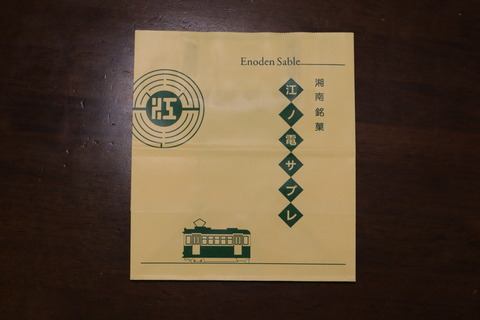 Enoden Sable
湘南銘菓
江ノ電サブレ
江